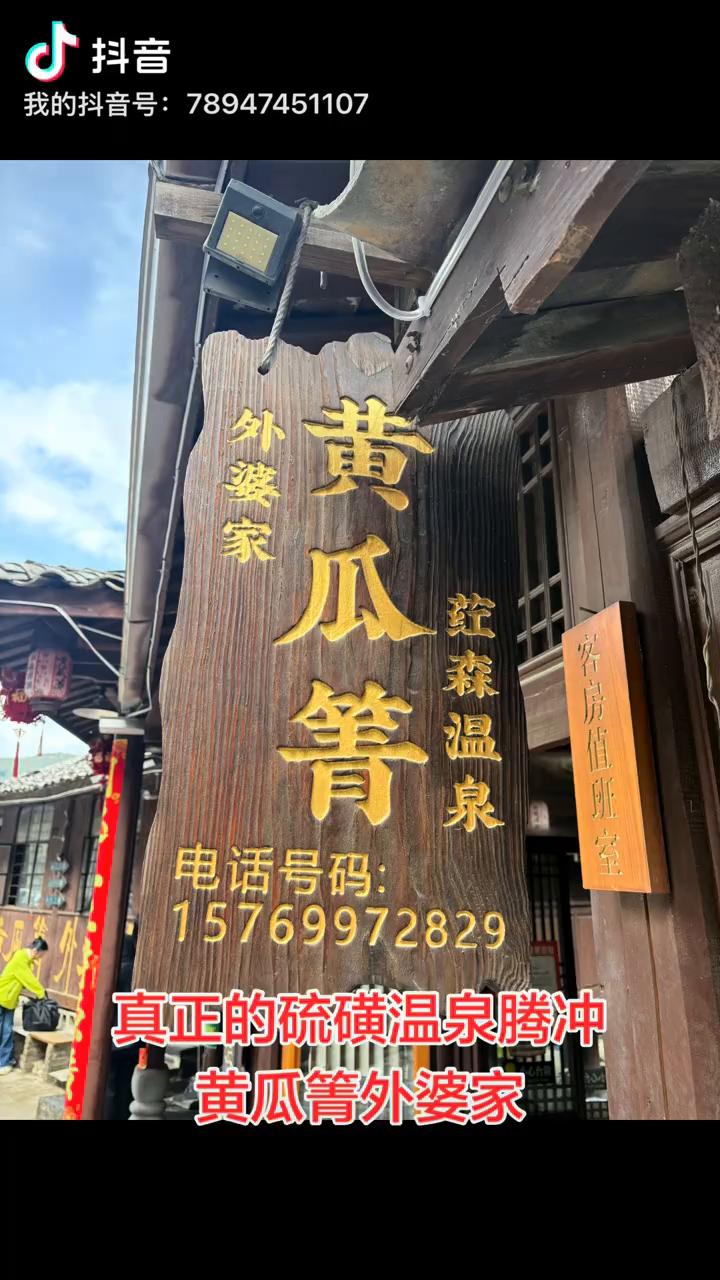 抖音
我的抖音号：78947451107
外婆家
黄瓜箐
茳森温泉
电话号码:
15769972829
客房值班室
真正的硫磺温泉腾冲
黄瓜箐外婆家